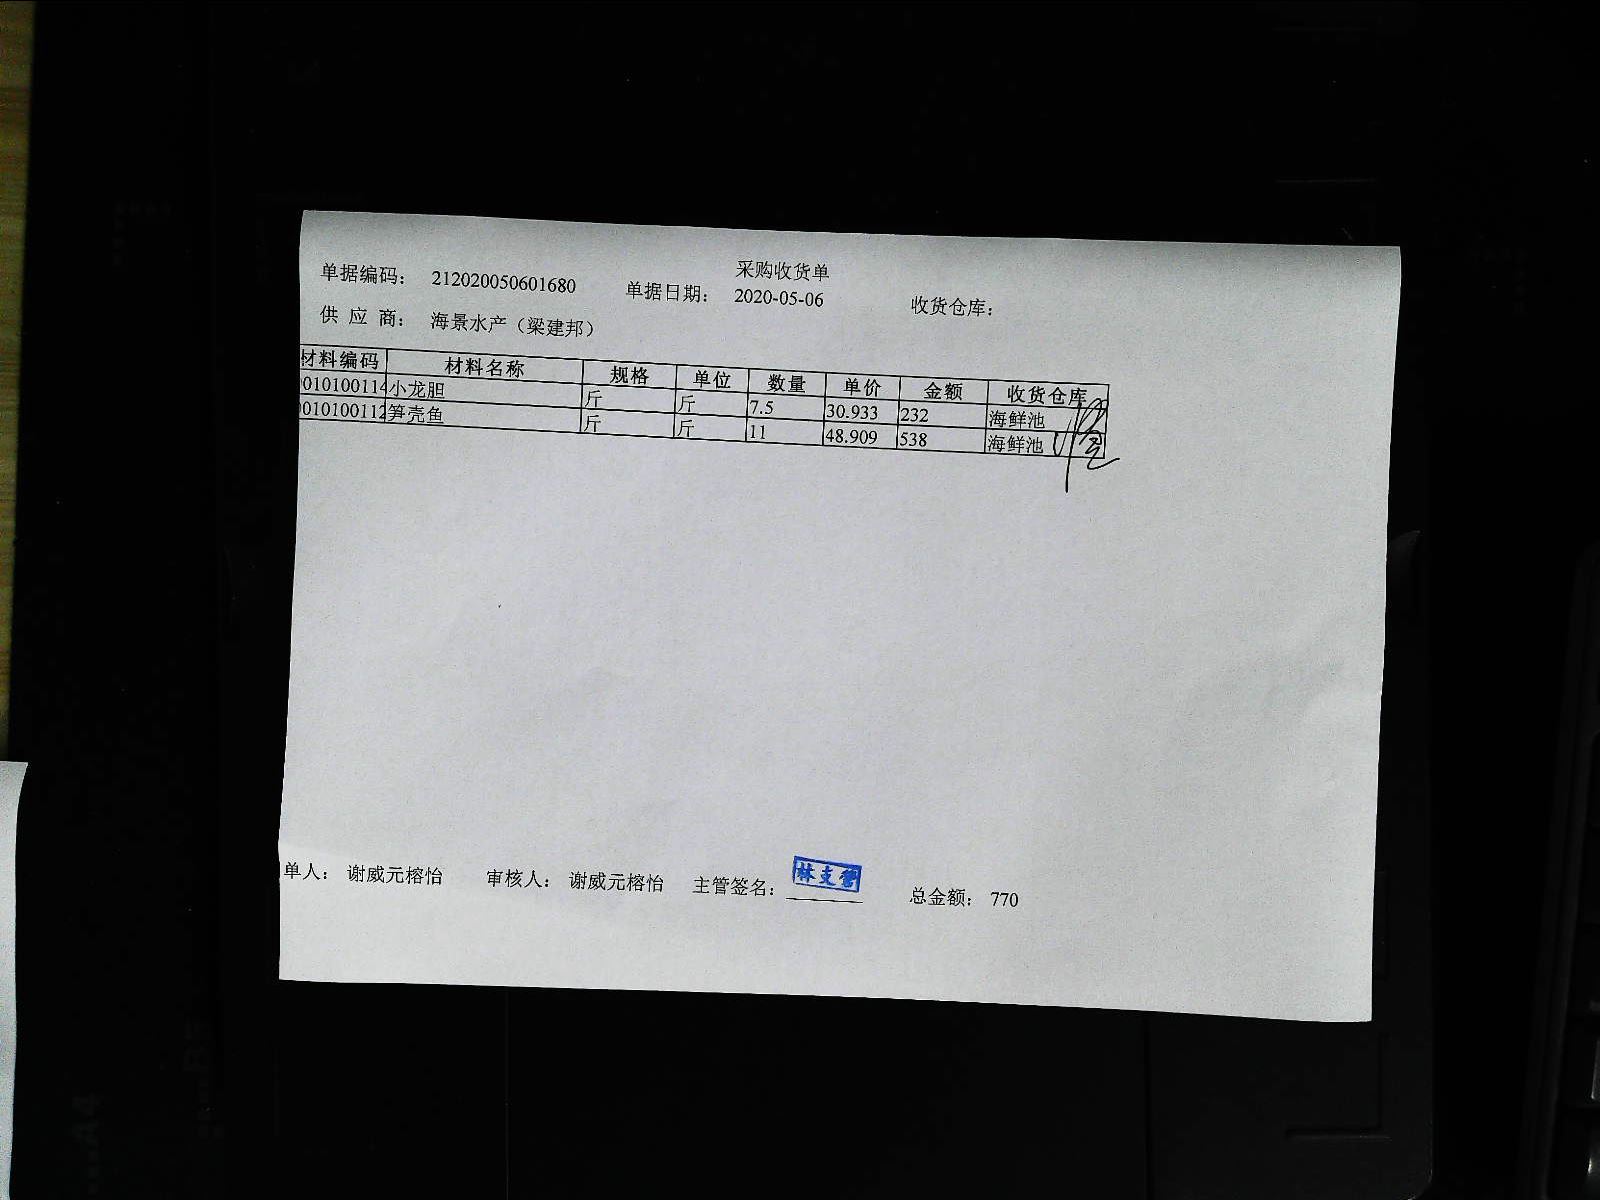 采购收货单
单据编码: 212020050601680 单据日期: 2020-05-06 收货仓库:
供 应 商: 海景水产（梁建邦）
材料编码 材料名称 规格 单位 数量 单价 金额 收货仓库
010100114 小龙胆 斤 斤 7.5 30.933 232 海鲜池
010100112 笋壳鱼 斤 斤 11 48.909 538 海鲜池
单人: 谢威元榕怡 审核人: 谢威元榕怡 主管签名: 林支管 总金额: 770
A4